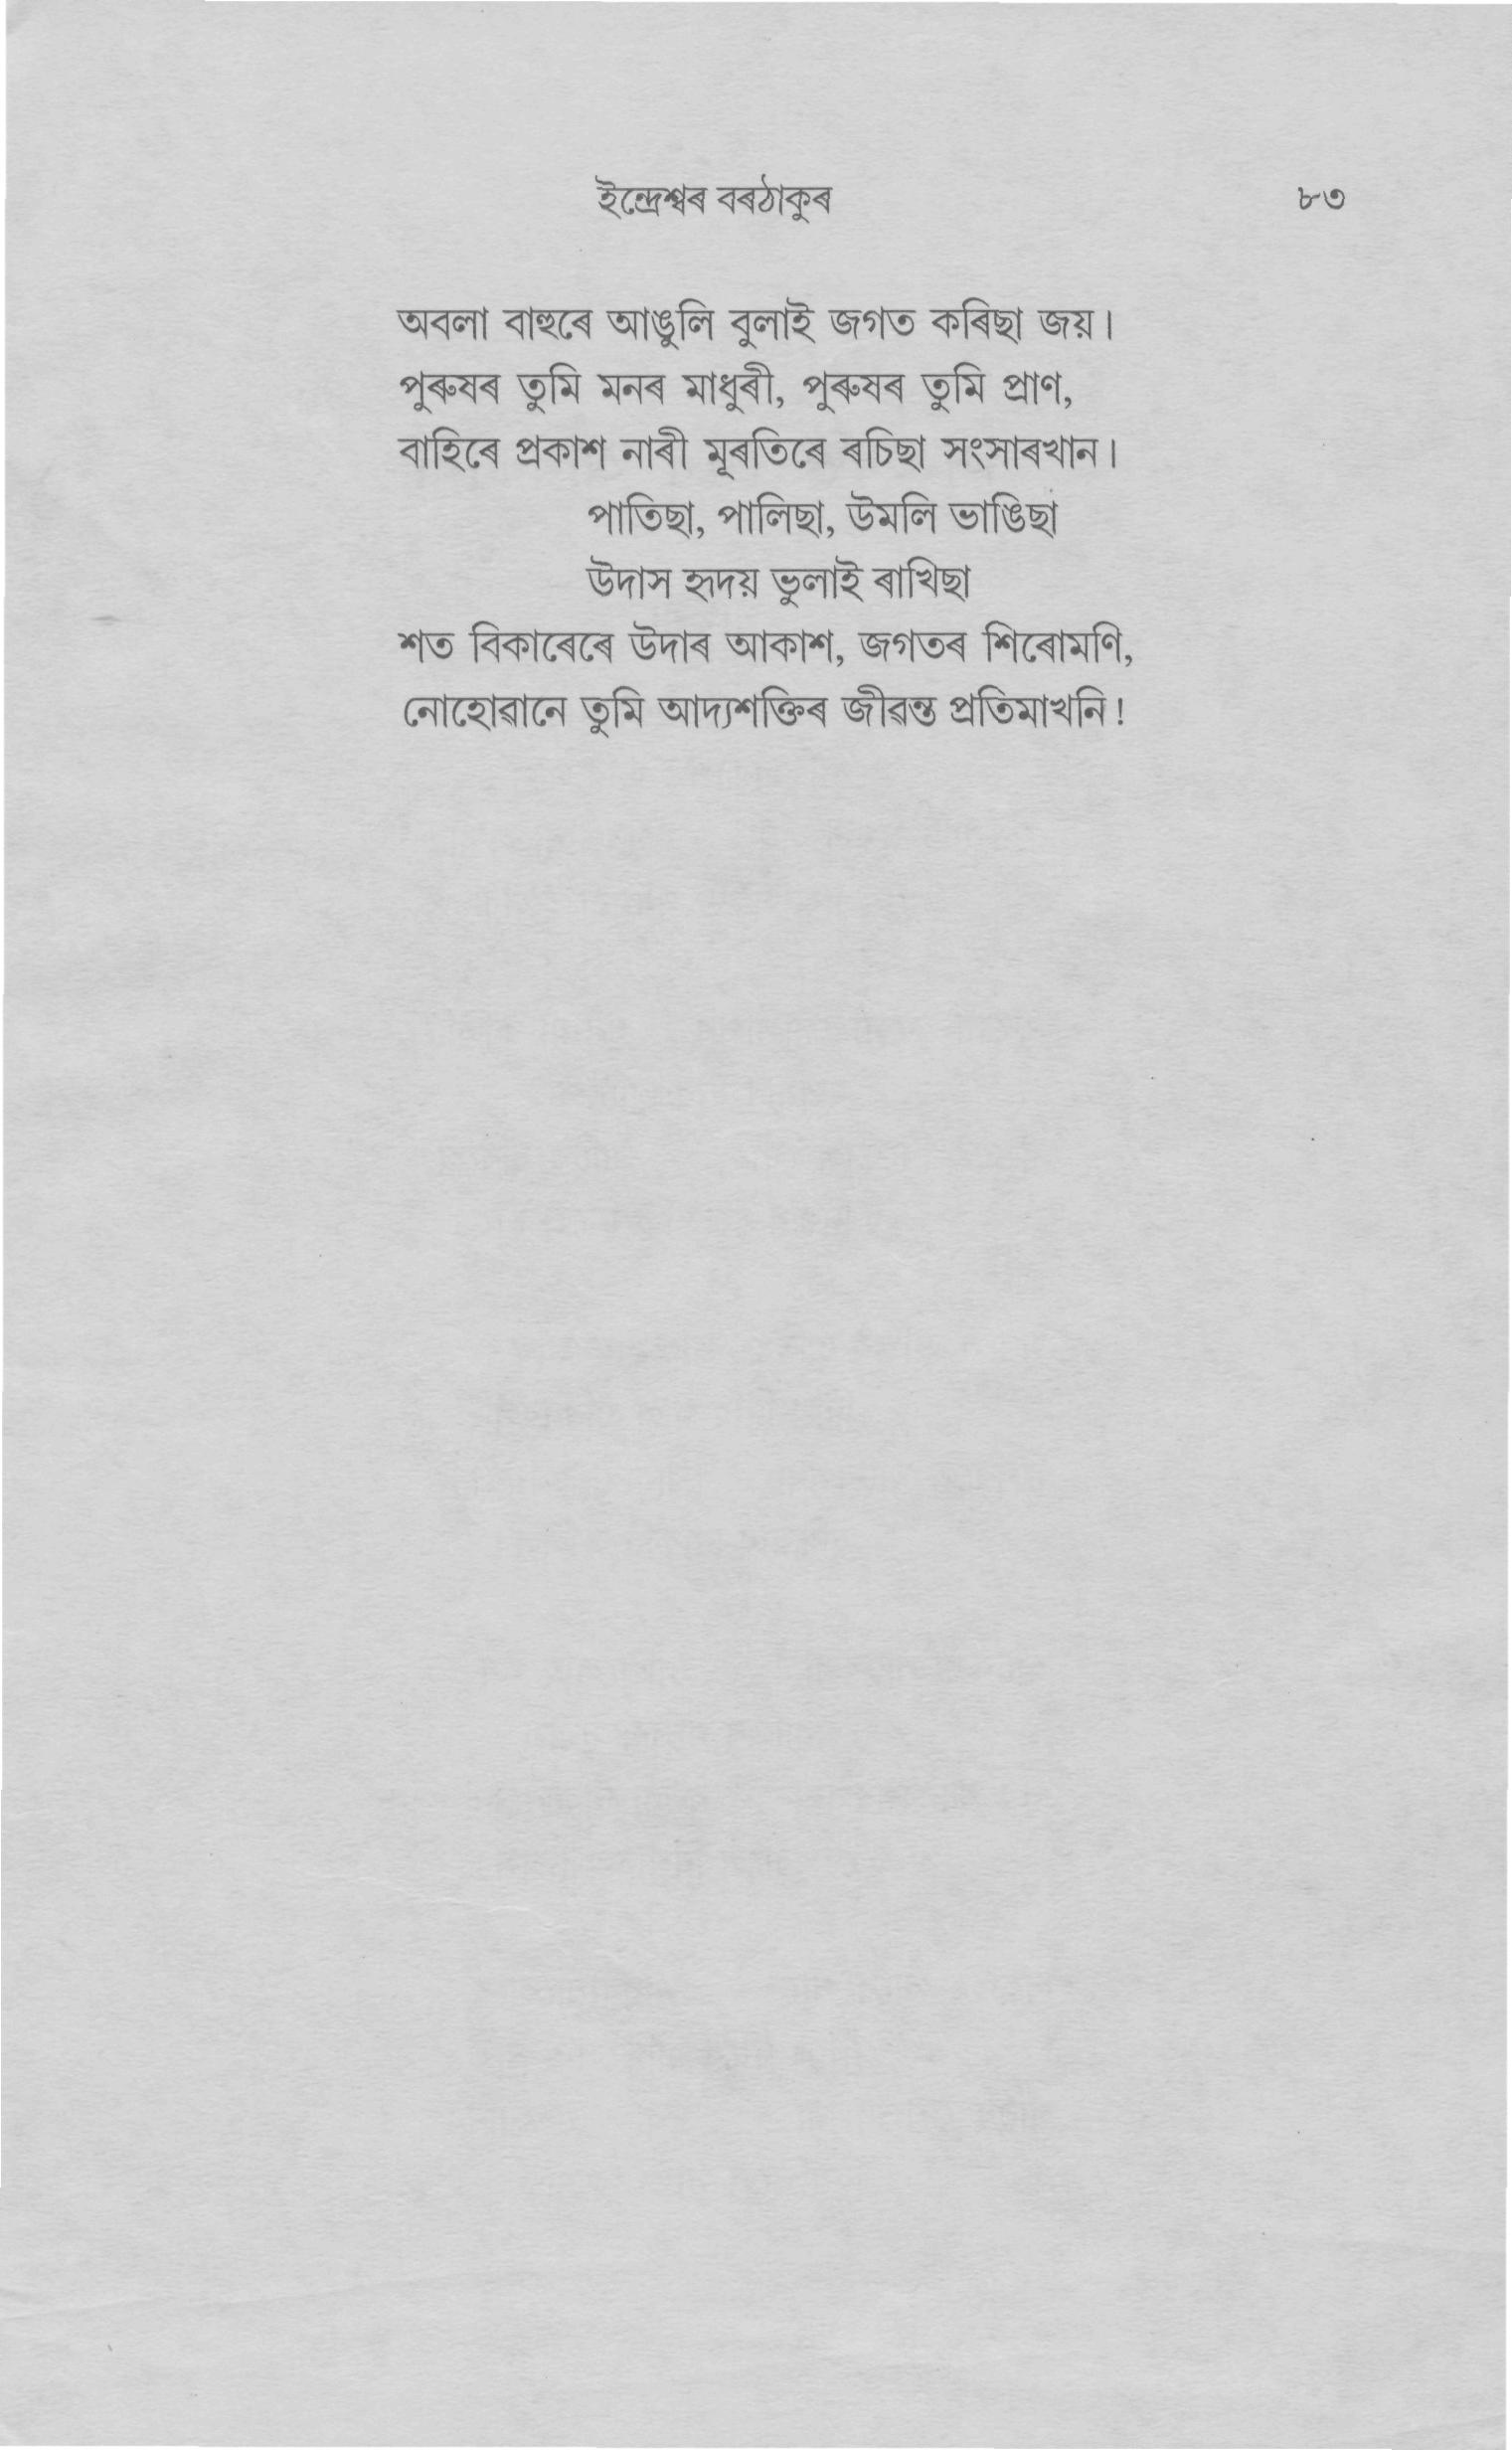 ইন্দ্ৰেশ্বৰ বৰঠাকুৰ ৮৩
অবলা বাহুৰে আঙুলি বুলাই জগত কৰিছা জয়।
পুৰুষৰ তুমি মনৰ মাধুৰী, পুৰুষৰ তুমি প্ৰাণ,
বাহিৰে প্ৰকাশ নাৰী মূৰতিৰে ৰচিছা সংসাৰখান।
পাতিছা, পালিছা, উমলি ভাঙিছা
উদাস হৃদয় ভুলাই ৰাখিছা
শত বিকাৰেৰে উদাৰ আকাশ, জগতৰ শিৰোমণি,
নোহোৱানে তুমি আদ্যশক্তিৰ জীৱন্ত প্ৰতিমাখনি!